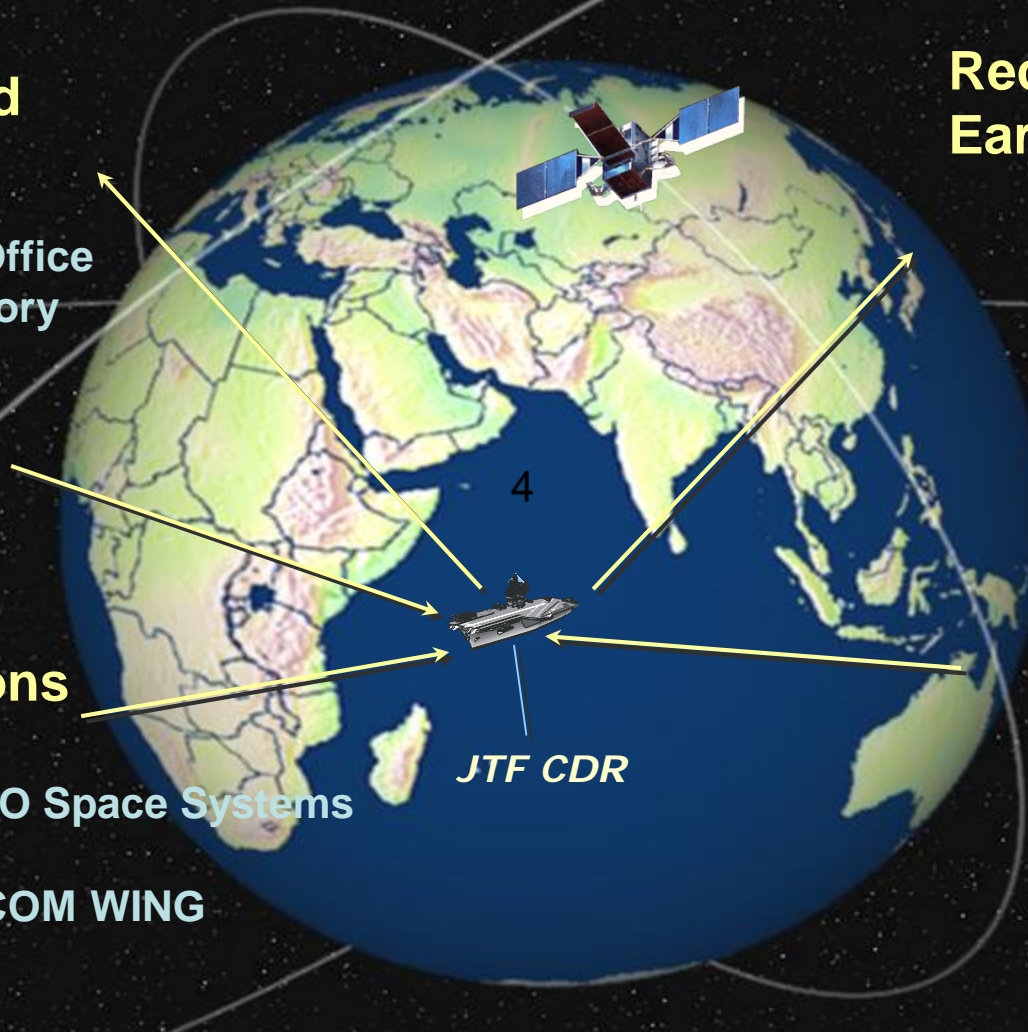 d
Rec
Ear
Office
ory
4
ons
JTF CDR
O Space Systems
COM WING